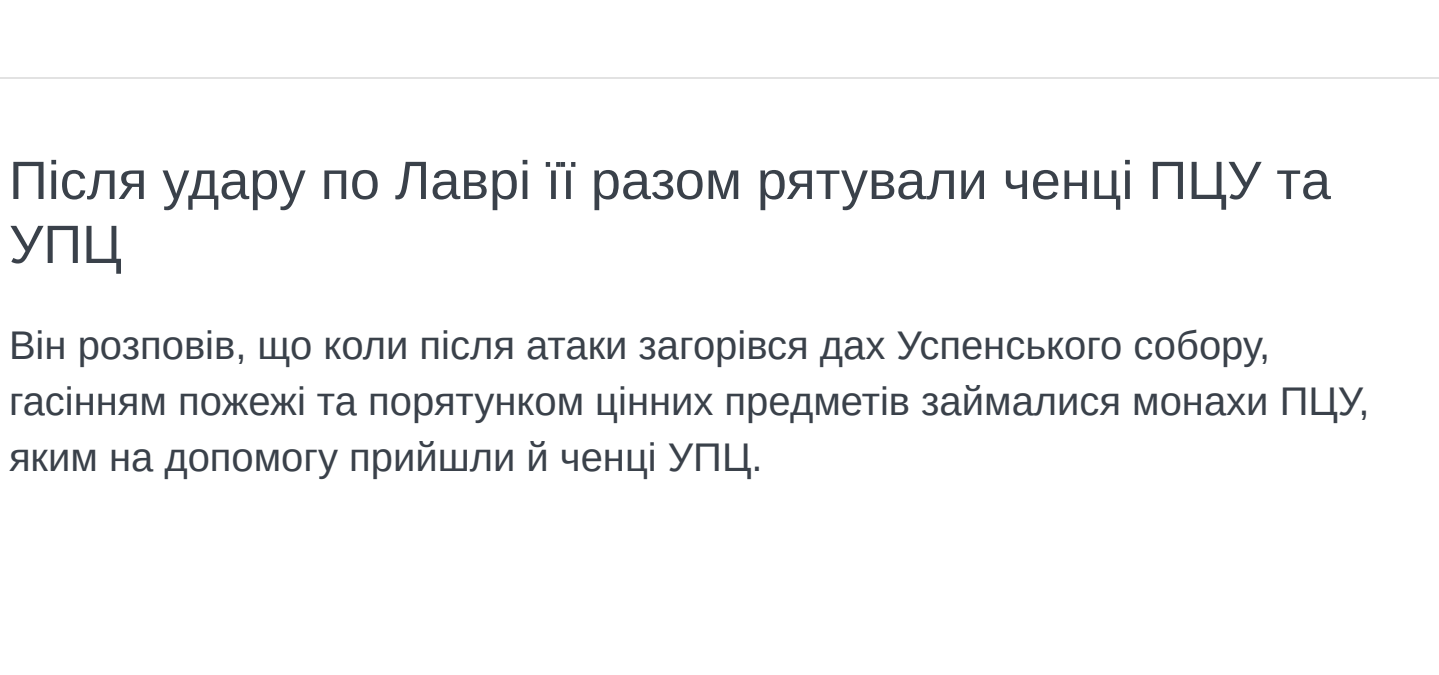 Після удару по Лаврі її разом рятували ченці ПЦУ та
УПЦ
Він розповів, що коли після атаки загорівся дах Успенського собору,
гасінням пожежі та порятунком цінних предметів займалися монахи ПЦУ,
яким на допомогу прийшли й ченці УПЦ.